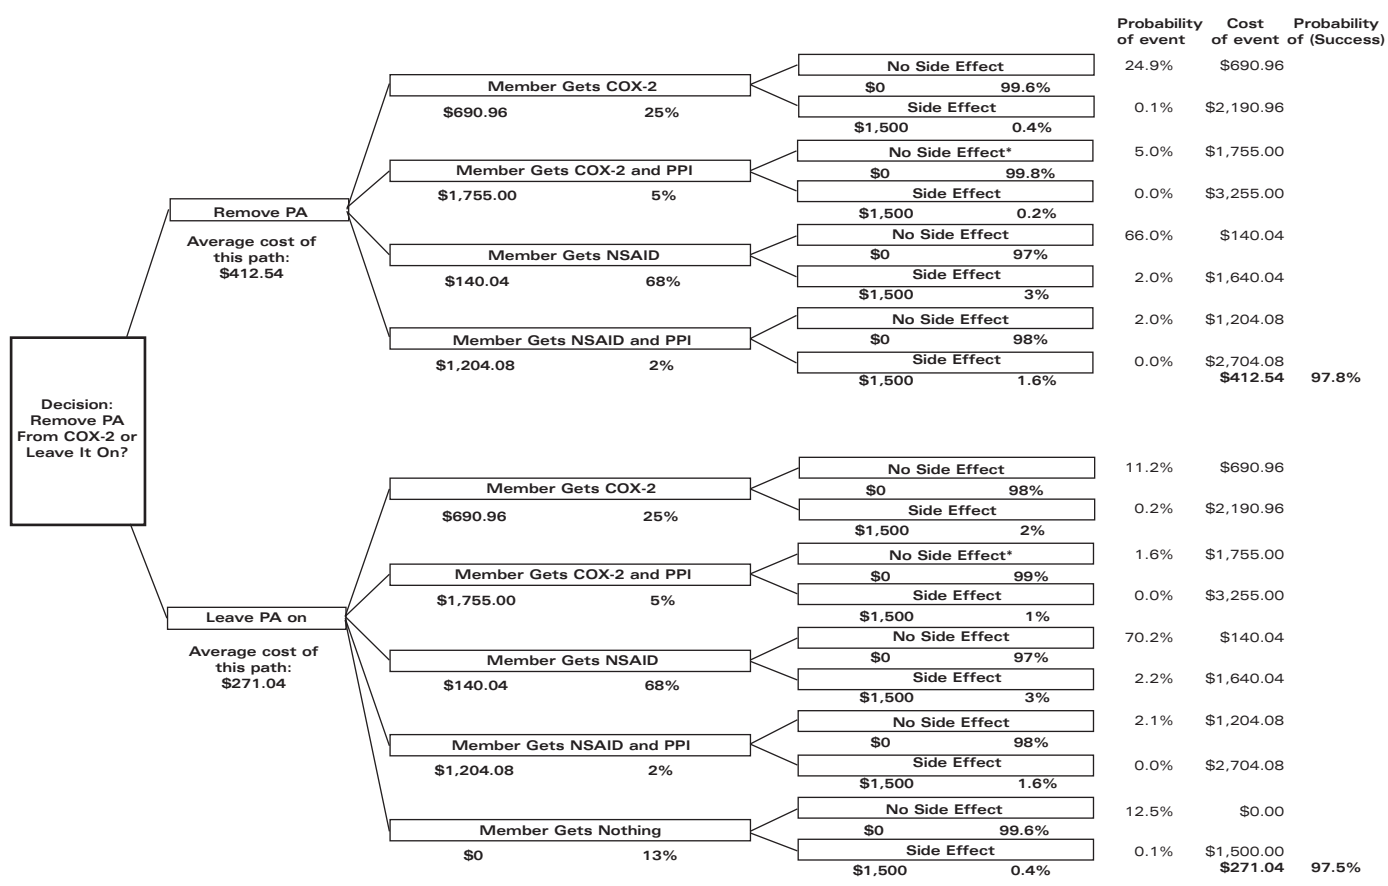 Probability Cost Probability
of event of event of (Success)
No Side Effect 24.9% $690.96
Member Gets COX-2 $0 99.6%
Side Effect 0.1% $2,190.96
$690.96 25% $1,500 0.4%
No Side Effect* 5.0% $1,755.00
Member Gets COX-2 and PPI $0 99.8%
Side Effect 0.0% $3,255.00
$1,755.00 5% $1,500 0.2%
Remove PA
No Side Effect 66.0% $140.04
Average cost of
this path:
$412.54
Member Gets NSAID $0 97%
Side Effect 2.0% $1,640.04
$140.04 68% $1,500 3%
No Side Effect 2.0% $1,204.08
Member Gets NSAID and PPI $0 98%
Side Effect 0.0% $2,704.08
$1,204.08 2% $1,500 1.6% $412.54 97.8%
Decision:
Remove PA
From COX-2 or
Leave It On?
No Side Effect 11.2% $690.96
Member Gets COX-2 $0 98%
Side Effect 0.2% $2,190.96
$690.96 25% $1,500 2%
No Side Effect* 1.6% $1,755.00
Member Gets COX-2 and PPI $0 99%
Side Effect 0.0% $3,255.00
$1,755.00 5% $1,500 1%
Leave PA on
No Side Effect 70.2% $140.04
Average cost of
this path:
$271.04
Member Gets NSAID $0 97%
Side Effect 2.2% $1,640.04
$140.04 68% $1,500 3%
No Side Effect 2.1% $1,204.08
Member Gets NSAID and PPI $0 98%
Side Effect 0.0% $2,704.08
$1,204.08 2% $1,500 1.6%
No Side Effect 12.5% $0.00
Member Gets Nothing $0 99.6%
Side Effect 0.1% $1,500.00
$0 13% $1,500 0.4% $271.04 97.5%